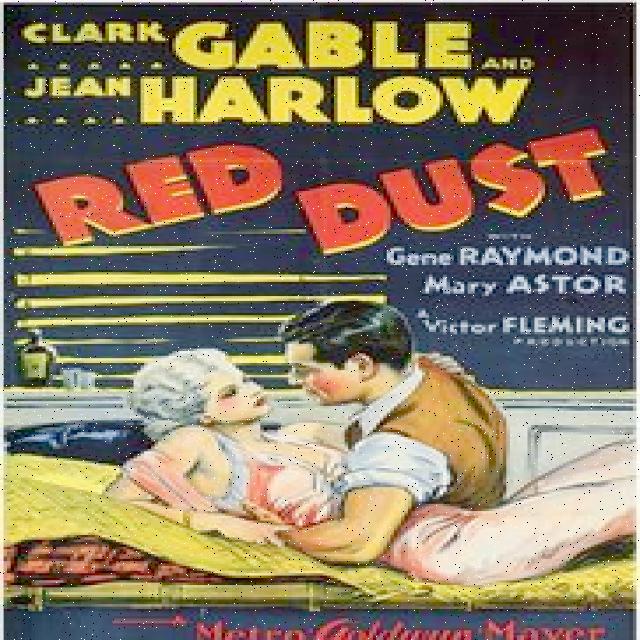 CLARK GABLE AND
JEAN HARLOW
RED DUST
WITH
Gene RAYMOND
Mary ASTOR
A
Victor FLEMING
PRODUCTION
Metro Goldwyn Mayer